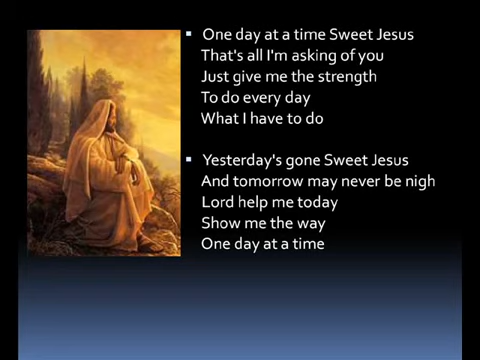 One day at a time Sweet Jesus
That's all I'm asking of you
Just give me the strength
To do every day
What I have to do
Yesterday's gone Sweet Jesus
And tomorrow may never be nigh
Lord help me today
Show me the way
One day at a time